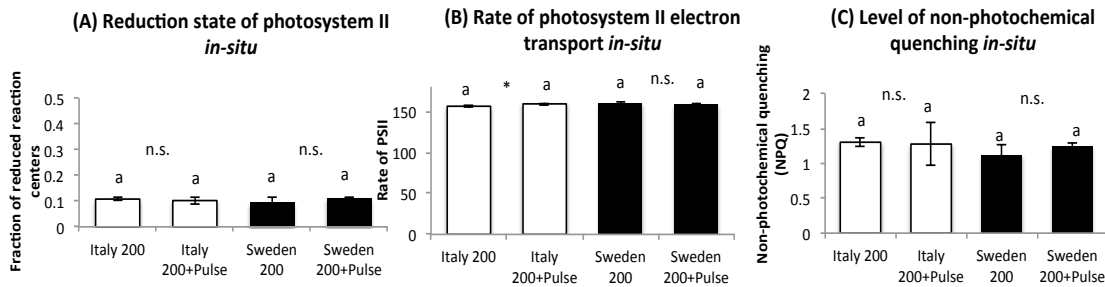 (A) Reduction state of photosystem II
in-situ
Fraction of reduced reaction
centers
0.5
0.4
0.3
0.2
0.1
0
n.s.
n.s.
a
a
a
a
Italy 200
Italy
200+Pulse
Sweden
200
Sweden
200+Pulse
(B) Rate of photosystem II electron
transport in-situ
Rate of PSII
150
100
50
0
a
*
a
a
n.s.
a
Italy 200
Italy
200+Pulse
Sweden
200
Sweden
200+Pulse
(C) Level of non-photochemical
quenching in-situ
Non-photochemical quenching
(NPQ)
2
1.5
1
0.5
0
n.s.
n.s.
a
a
a
a
Italy 200
Italy
200+Pulse
Sweden
200
Sweden
200+Pulse